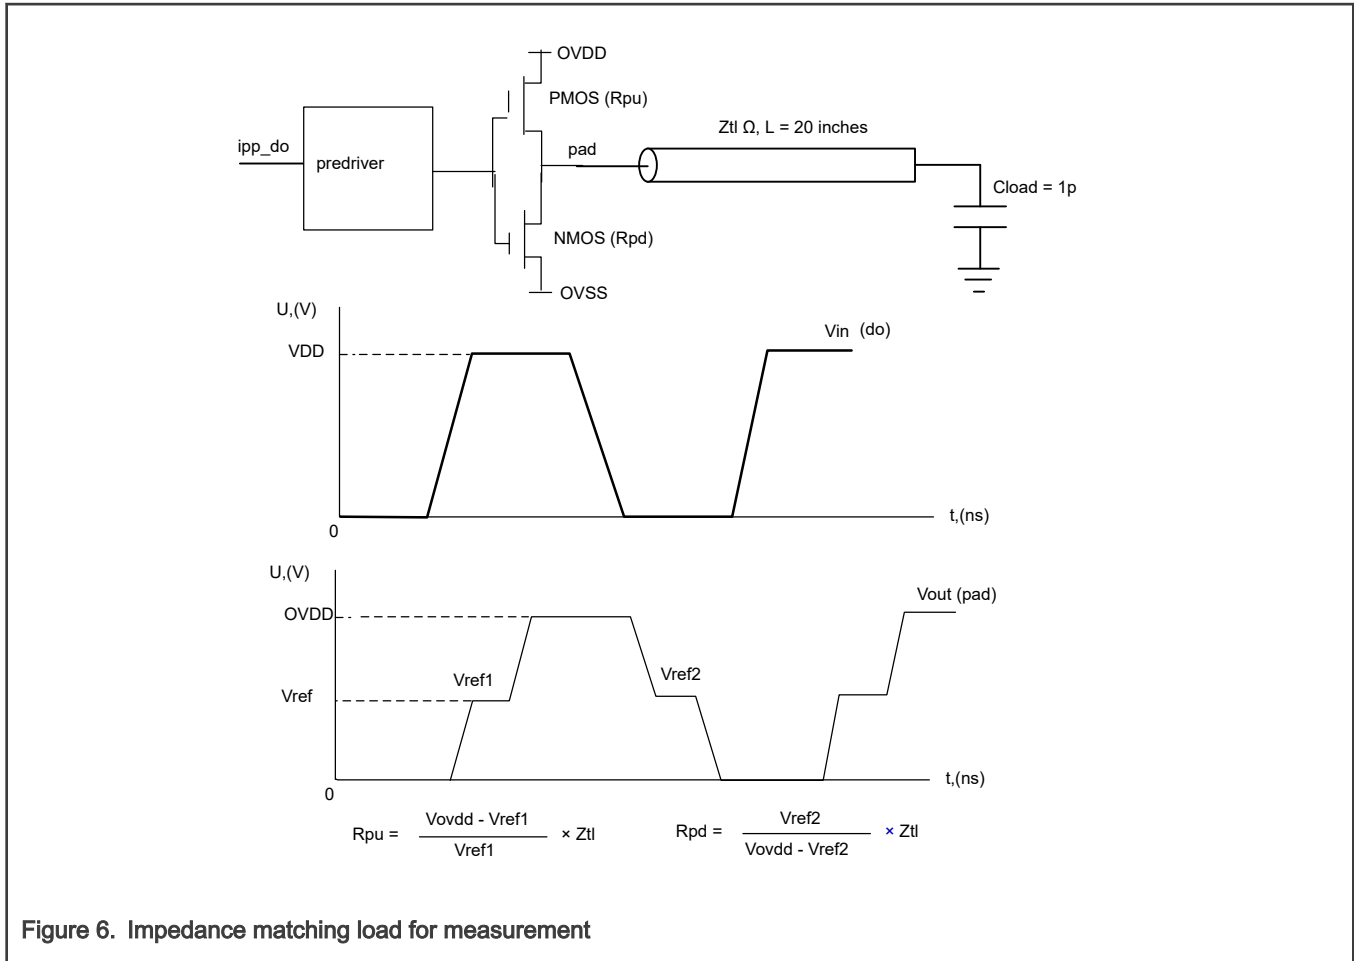 OVDD
PMOS (Rpu)
Ztl Ω, L = 20 inches
ipp_do
predriver
pad
Cload = 1p
NMOS (Rpd)
OVSS
U,(V)
VDD
Vin (do)
t,(ns)
0
U,(V)
OVDD
Vout (pad)
Vref
Vref1
Vref2
t,(ns)
0
Rpu = Vovdd - Vref1 × Ztl
Vref1
Rpd = Vref2 × Ztl
Vovdd - Vref2
Figure 6. Impedance matching load for measurement